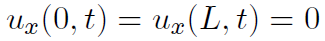 $u_x(0, t) = u_x(L, t) = 0$